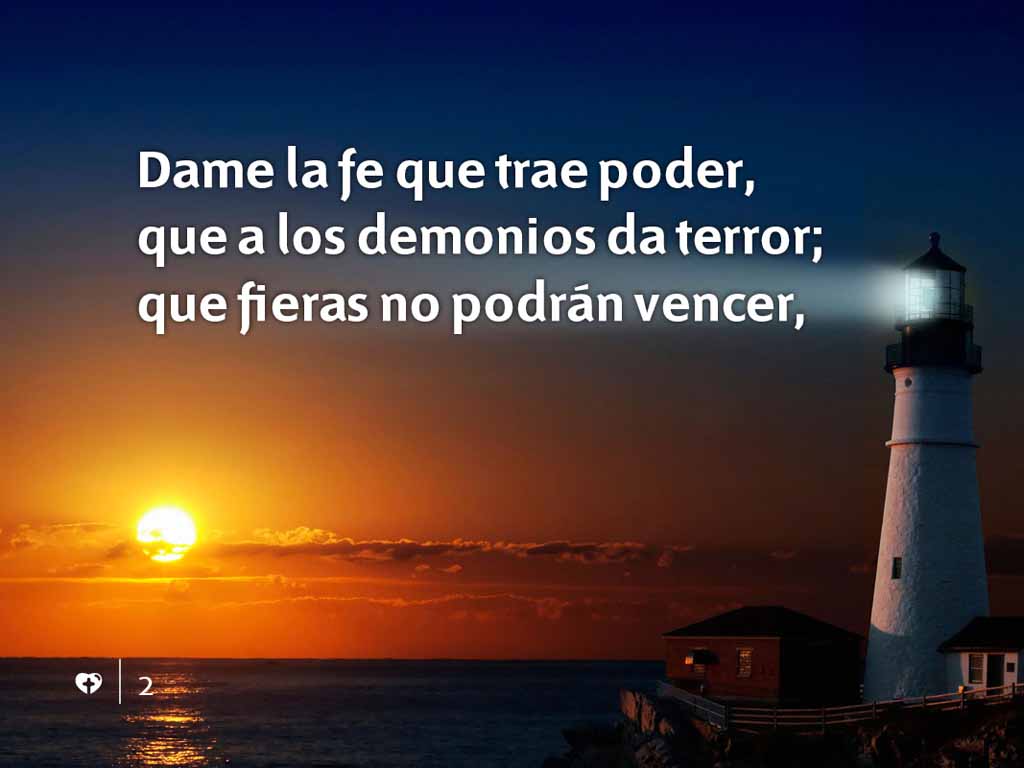 Dame la fe que trae poder,
que a los demonios da terror;
que fieras no podrán vencer,
2